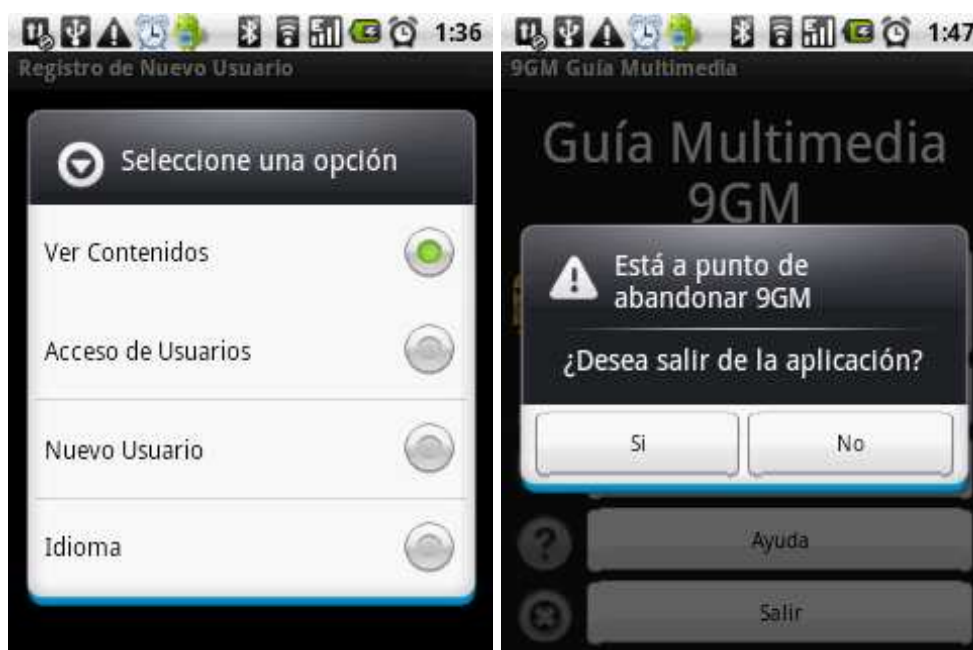 1:36
Registro de Nuevo Usuario
Seleccione una opción
Ver Contenidos
Acceso de Usuarios
Nuevo Usuario
Idioma
1:47
9GM Guía Multimedia
Guía Multimedia
9GM
Está a punto de
abandonar 9GM
¿Desea salir de la aplicación?
Si
No
Ayuda
Salir